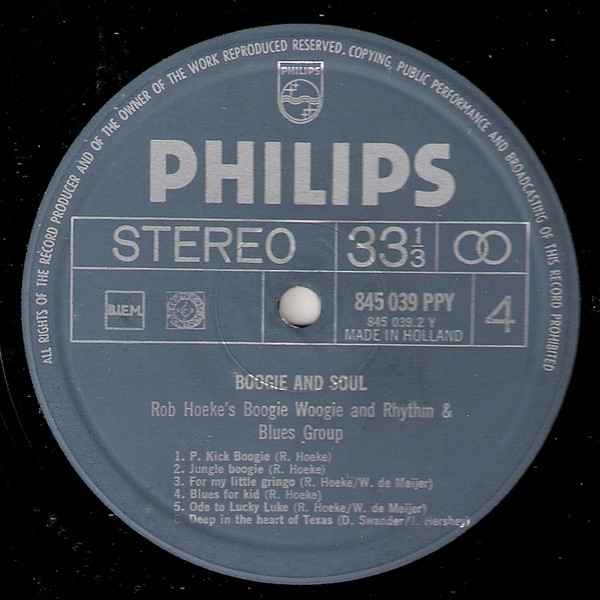 ALL RIGHTS OF THE RECORD PRODUCER AND OF THE OWNER OF THE WORK REPRODUCED RESERVED. COPYING, PUBLIC PERFORMANCE AND BROADCASTING OF THIS RECORD PROHIBITED
PHILIPS
PHILIPS
STEREO 33⅓
B.I.E.M. 845 039 PPY 4
845 039.2 Y
MADE IN HOLLAND
BOOGIE AND SOUL
Rob Hoeke's Boogie Woogie and Rhythm &
Blues Group
1. P. Kick Boogie (R. Hoeke)
2. Jungle boogie (R. Hoeke)
3. For my little gringo (R. Hoeke/W. de Meijer)
4. Blues for kid (R. Hoeke)
5. Ode to Lucky Luke (R. Hoeke/W. de Meijer)
6. Deep in the heart of Texas (D. Swander/ Hershey)